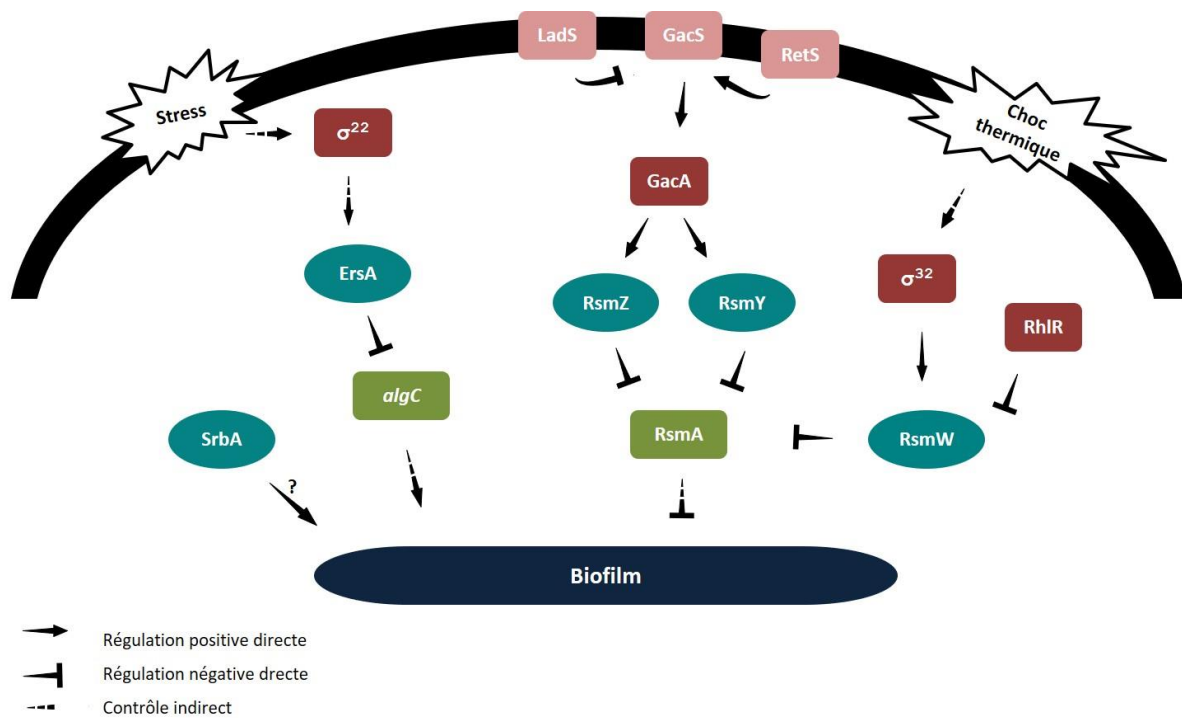 LadS
GacS
RetS
Stress
Choc
thermique
σ²²
GacA
ErsA
RsmZ
RsmY
σ³²
RhlR
algC
SrbA
RsmA
RsmW
?
Biofilm
Régulation positive directe
Régulation négative drecte
Contrôle indirect